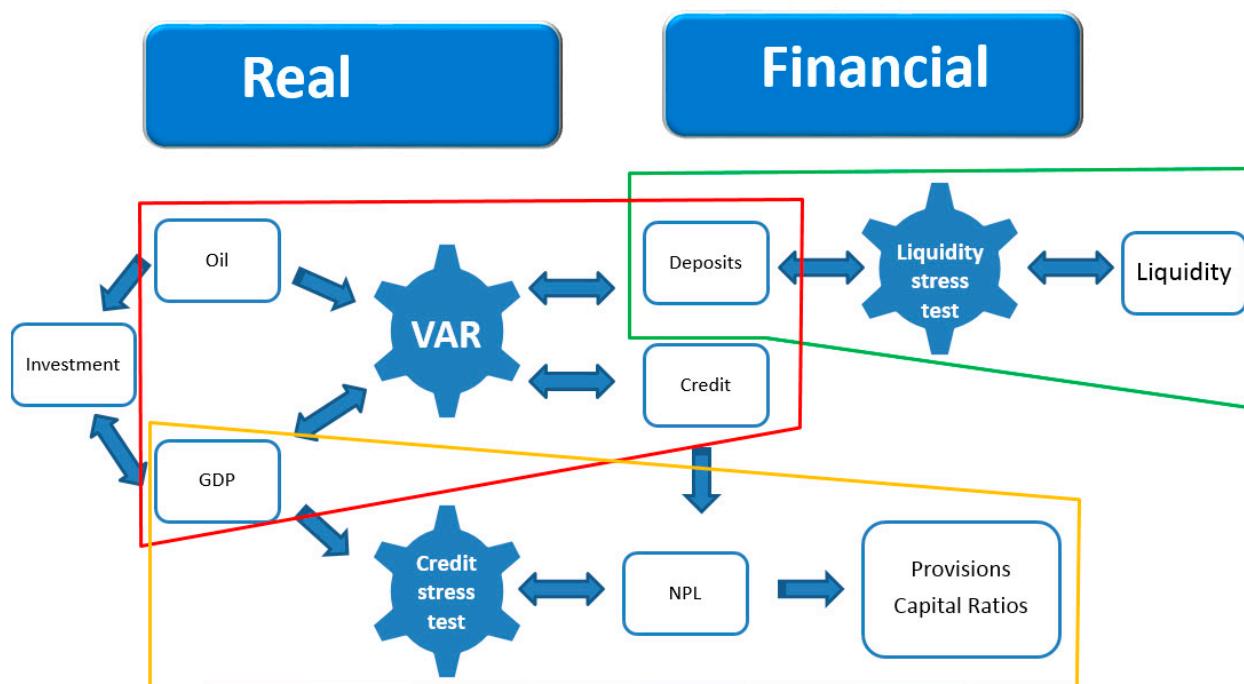 Real
Financial
Oil
Deposits
Liquidity
stress
test
Liquidity
VAR
Investment
Credit
GDP
Credit
stress
test
NPL
Provisions
Capital Ratios